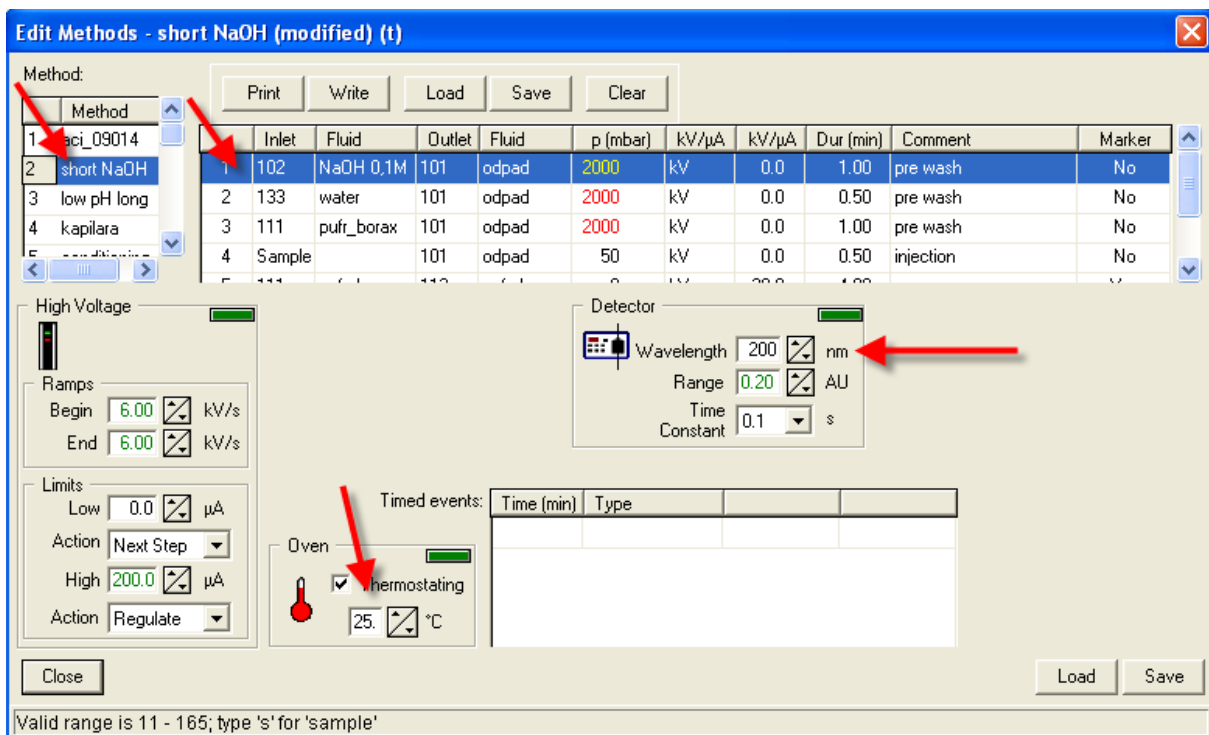 Edit Methods - short NaOH (modified) (t)
Method:
Print Write Load Save Clear
Method
1 aci_09014
2 short NaOH
3 low pH long
4 kapilara
Inlet Fluid Outlet Fluid p (mbar) kV/µA kV/µA Dur (min) Comment Marker
1 102 NaOH 0,1M 101 odpad 2000 kV 0.0 1.00 pre wash No
2 133 water 101 odpad 2000 kV 0.0 0.50 pre wash No
3 111 pufr_borax 101 odpad 2000 kV 0.0 1.00 pre wash No
4 Sample 101 odpad 50 kV 0.0 0.50 injection No
High Voltage
Ramps
Begin 6.00 kV/s
End 6.00 kV/s
Limits
Low 0.0 µA
Action Next Step
High 200.0 µA
Action Regulate
Oven
Thermostating
25. °C
Detector
Wavelength 200 nm
Range 0.20 AU
Time
Constant 0.1 s
Timed events: Time (min) Type
Close
Load Save
Valid range is 11 - 165; type 's' for 'sample'